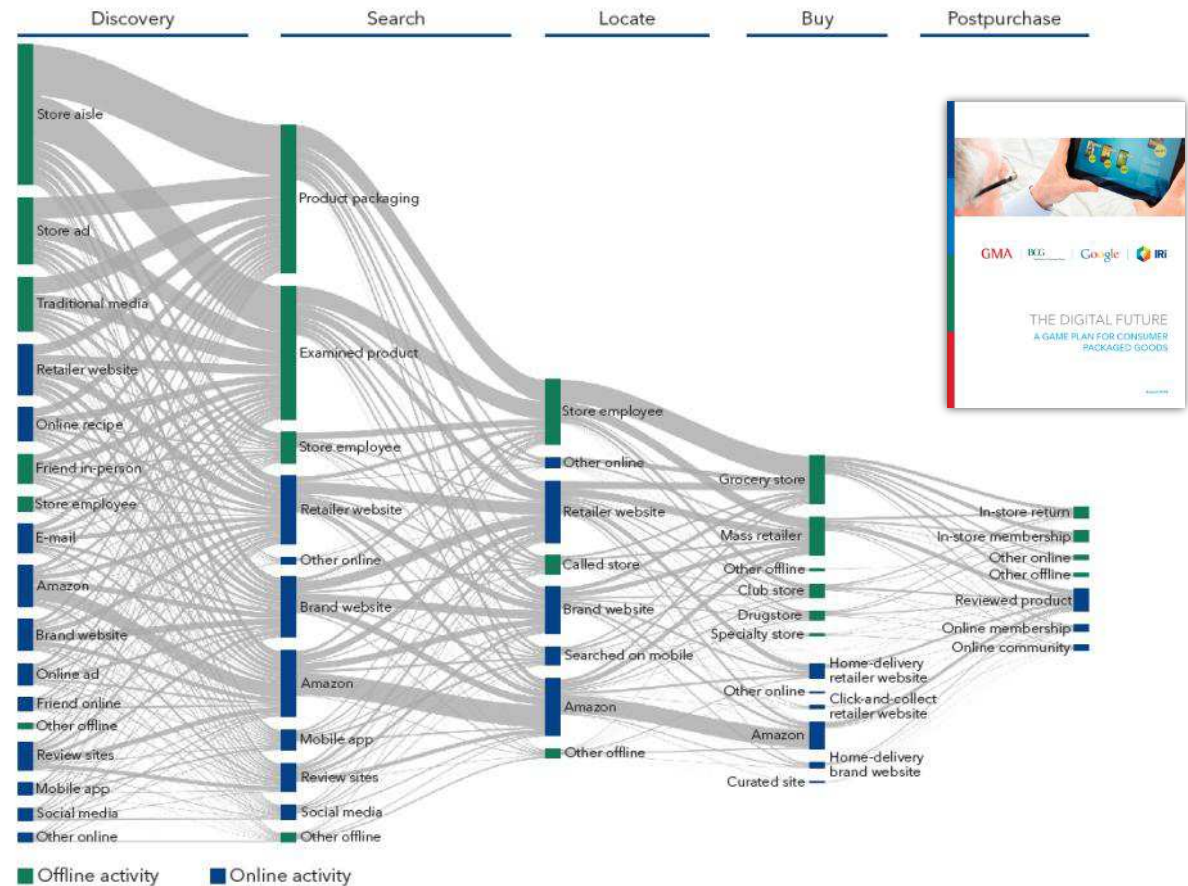 Discovery
Search
Locate
Buy
Postpurchase
Store aisle
Store ad
Traditional media
Retailer website
Online recipe
Friend in-person
Store employee
E-mail
Amazon
Brand website
Online ad
Friend online
Other offline
Review sites
Mobile app
Social media
Other online
Product packaging
Examined product
Store employee
Retailer website
Other online
Brand website
Amazon
Mobile app
Review sites
Social media
Other offline
Store employee
Other online
Retailer website
Called store
Brand website
Searched on mobile
Amazon
Other offline
Grocery store
Mass retailer
Other offline
Club store
Drugstore
Specialty store
Home-delivery
retailer website
Other online
Click-and-collect
retailer website
Amazon
Home-delivery
brand website
Curated site
In-store return
In-store membership
Other online
Other offline
Reviewed product
Online membership
Online community
GMA
BCG
Google
IRi
THE DIGITAL FUTURE
A GAME PLAN FOR CONSUMER
PACKAGED GOODS
Offline activity
Online activity